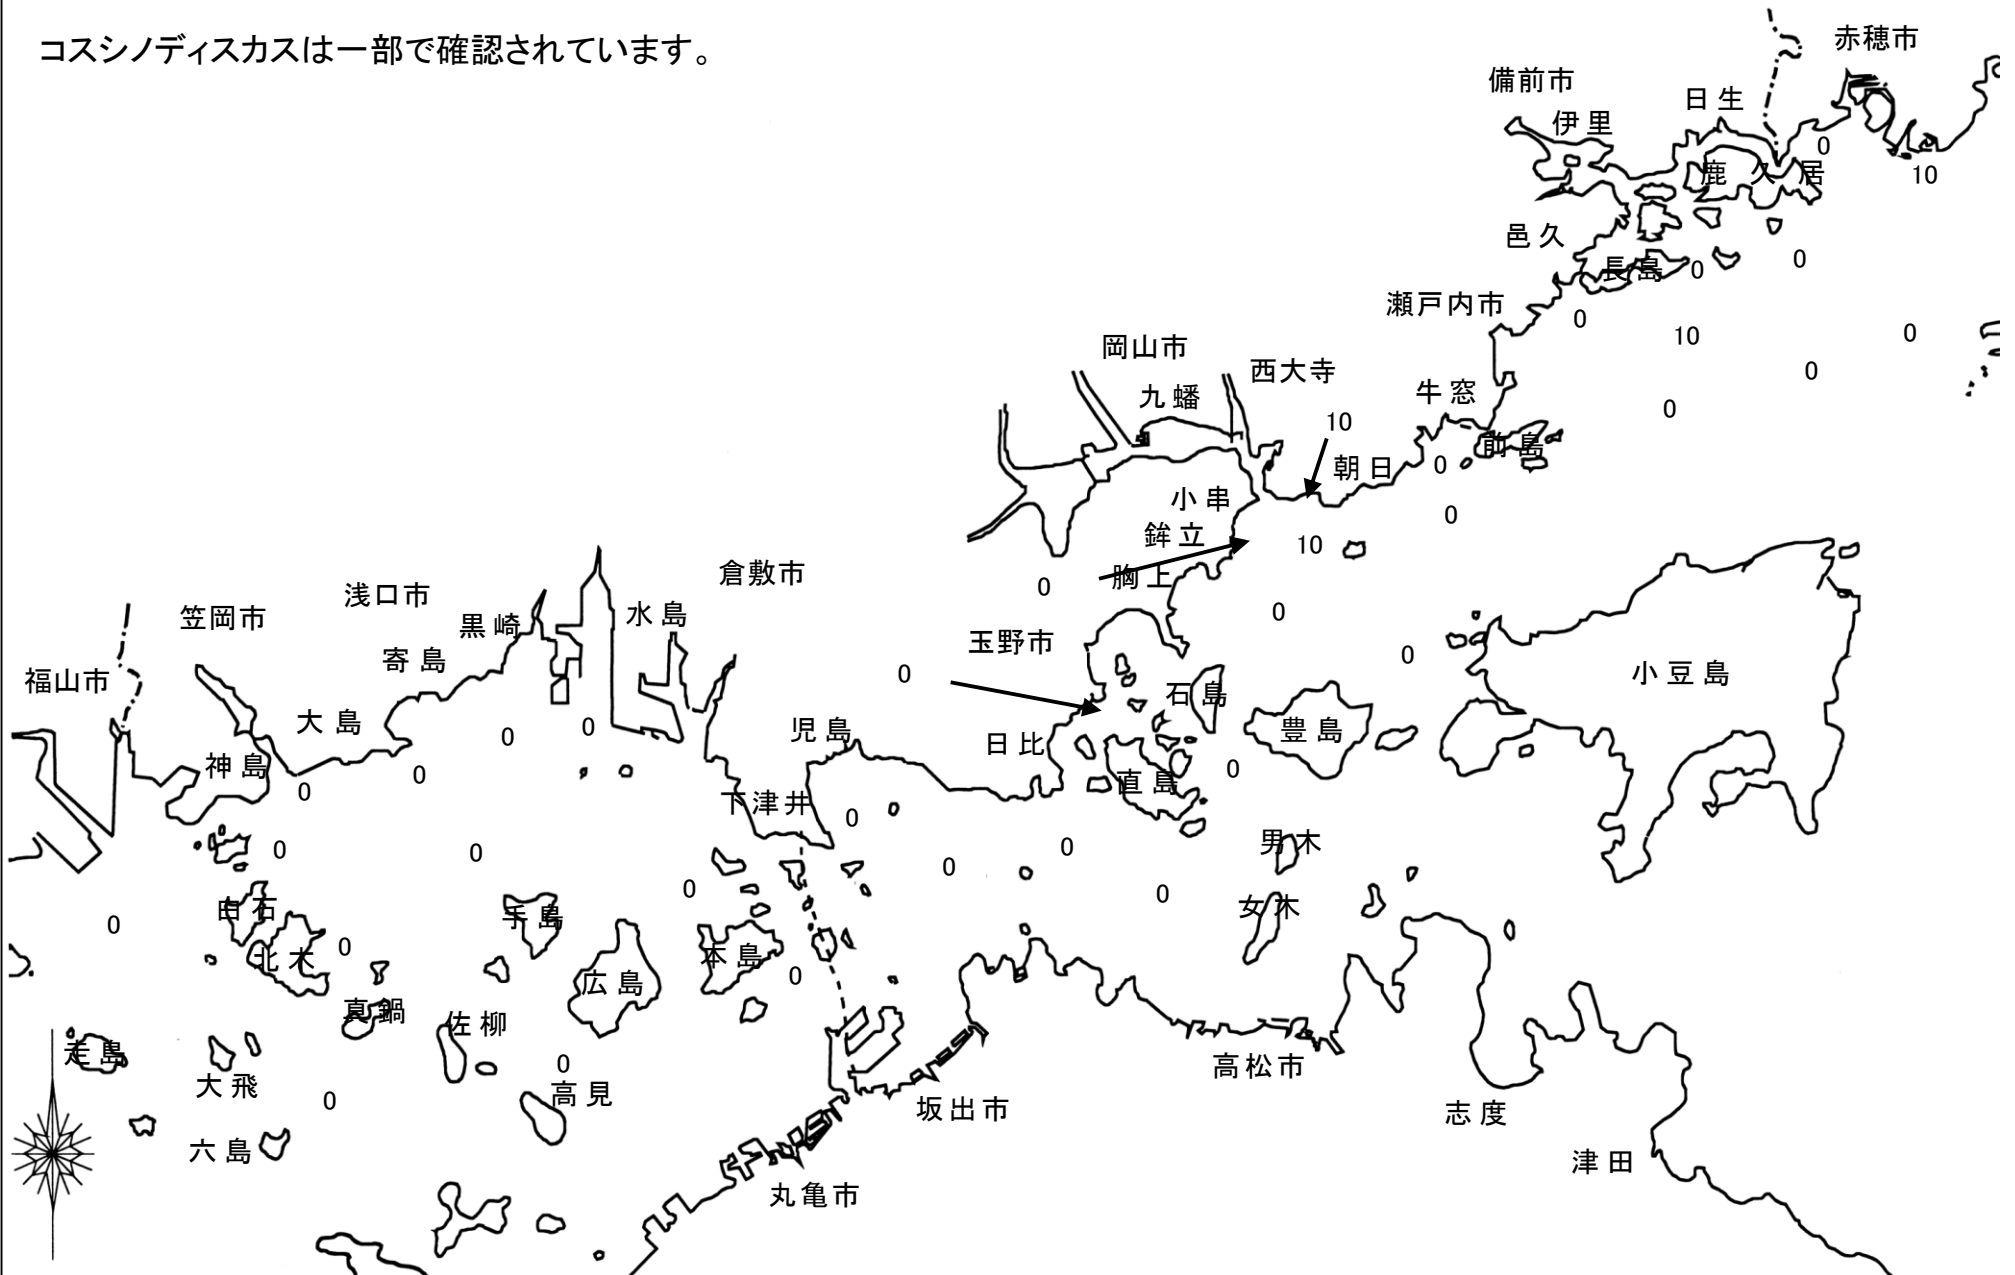 コスシノディスカスは一部で確認されています。
赤穂市
備前市
日生
伊里
0
鹿久居
10
邑久
0
長島
0
瀬戸内市
0
10
0
岡山市
西大寺
0
九蟠
牛窓
0
10
前島
朝日
0
小串
0
鉾立
10
倉敷市
胸上
0
浅口市
笠岡市
水島
黒崎
0
玉野市
0
寄島
0
小豆島
福山市
石島
大島
児島
豊島
0
0
日比
神島
0
0
直島
0
下津井
0
0
男木
0
0
0
0
0
0
白石
手島
女木
0
0
北木
本島
0
広島
真鍋
佐柳
走島
0
高松市
大飛
高見
0
坂出市
志度
六島
津田
丸亀市